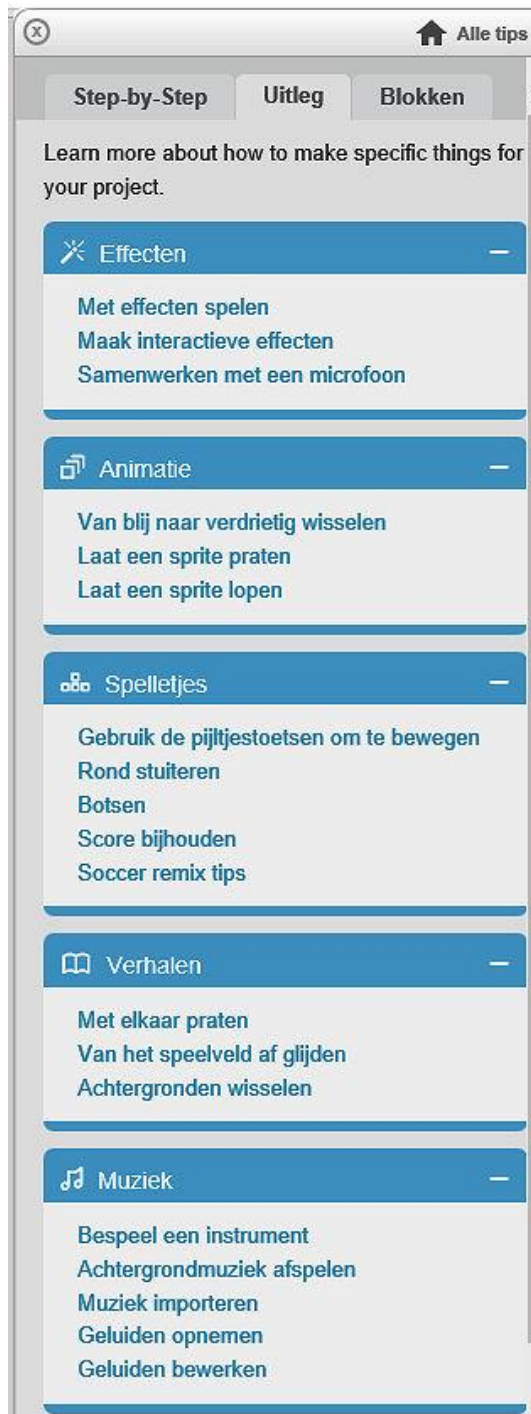 Alle tips
Step-by-Step Uitleg Blokken
Learn more about how to make specific things for
your project.
Effecten
Met effecten spelen
Maak interactieve effecten
Samenwerken met een microfoon
Animatie
Van blij naar verdrietig wisselen
Laat een sprite praten
Laat een sprite lopen
Spelletjes
Gebruik de pijltjestoetsen om te bewegen
Rond stuiteren
Botsen
Score bijhouden
Soccer remix tips
Verhalen
Met elkaar praten
Van het speelveld af glijden
Achtergronden wisselen
Muziek
Bespeel een instrument
Achtergrondmuziek afspelen
Muziek importeren
Geluiden opnemen
Geluiden bewerken